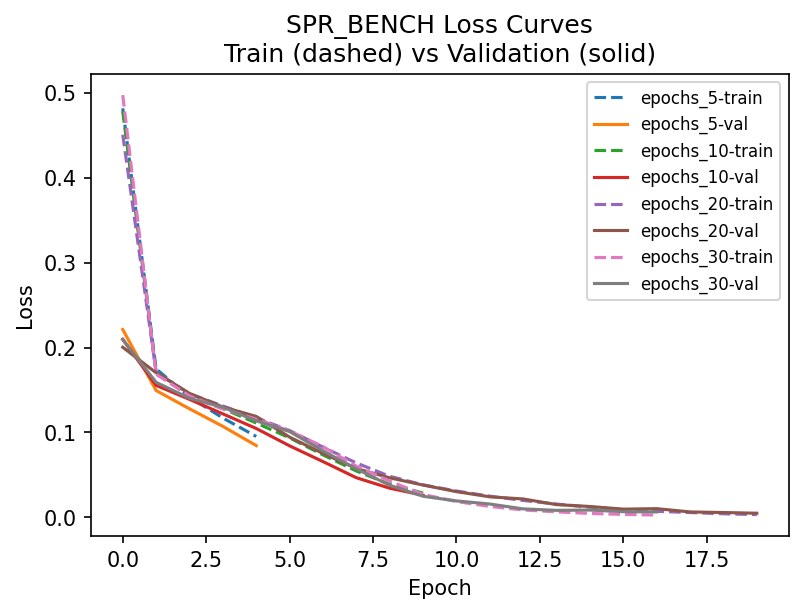 SPR_BENCH Loss Curves
Train (dashed) vs Validation (solid)
Loss
0.5
0.4
0.3
0.2
0.1
0.0
epochs_5-train
epochs_5-val
epochs_10-train
epochs_10-val
epochs_20-train
epochs_20-val
epochs_30-train
epochs_30-val
0.0 2.5 5.0 7.5 10.0 12.5 15.0 17.5
Epoch